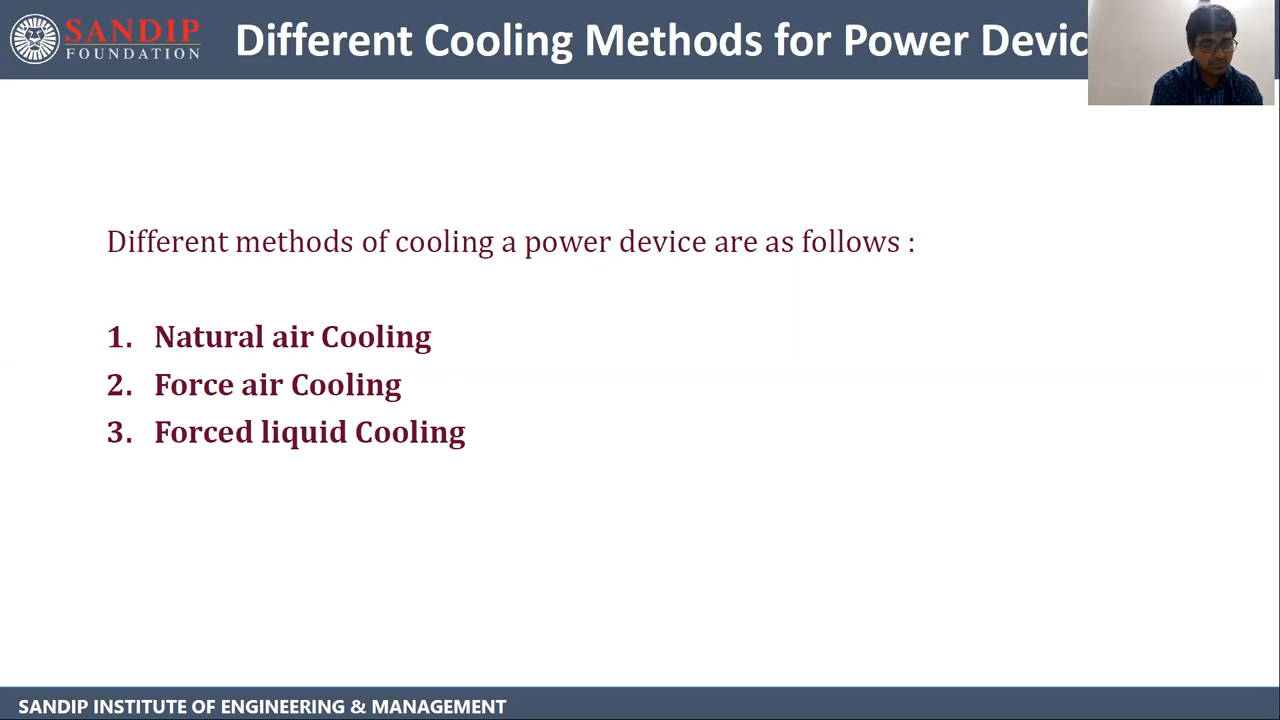 SANDIP
FOUNDATION
Different Cooling Methods for Power Devic
Different methods of cooling a power device are as follows :
1. Natural air Cooling
2. Force air Cooling
3. Forced liquid Cooling
SANDIP INSTITUTE OF ENGINEERING & MANAGEMENT